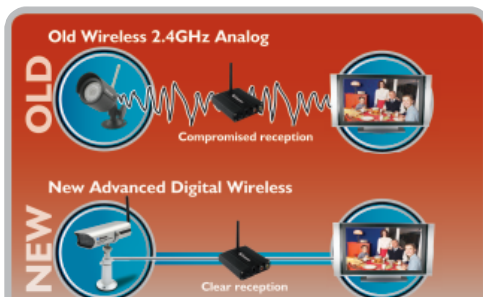 Old Wireless 2.4GHz Analog
OLD
Compromised reception
New Advanced Digital Wireless
NEW
Clear reception